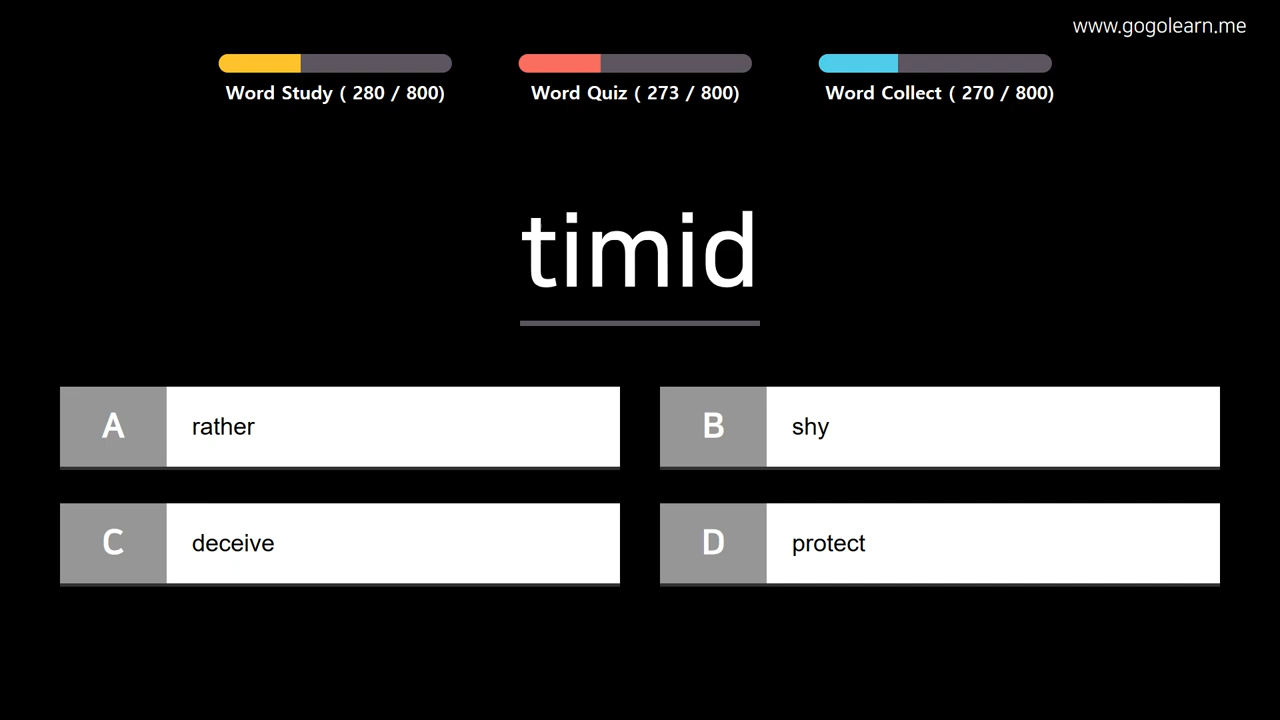 www.gogolearn.me
Word Study ( 280 / 800)
Word Quiz ( 273 / 800)
Word Collect ( 270 / 800)
timid
A rather
B shy
C deceive
D protect